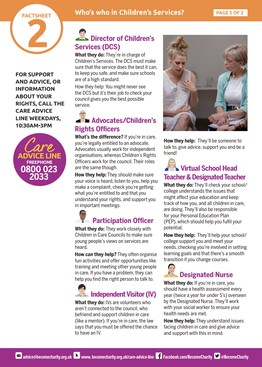 FACTSHEET
2
Who's who in Children's Services?
PAGE 2 OF 2
FOR SUPPORT
AND ADVICE, OR
INFORMATION
ABOUT YOUR
RIGHTS, CALL THE
CARE ADVICE
LINE WEEKDAYS,
10:30AM-3PM
Care
ADVICE LINE
FREEPHONE
0800 023
2033
Director of Children's
Services (DCS)
What they do: They're in charge of
Children's Services. The DCS must make
sure that the service does the best it can,
to keep you safe, and make sure schools
are of a high standard.
How they help: You might never see
the DCS but it's their job to check your
council gives you the best possible
service.
Advocates/Children's
Rights Officers
What's the difference? If you're in care,
you're legally entitled to an advocate.
Advocates usually work for independent
organisations, whereas Children's Rights
Officers work for the council. Their roles
are the same though.
How they help: They should make sure
your voice is heard; listen to you, help you
make a complaint, check you're getting
what you're entitled to and that you
understand your rights, and support you
in important meetings.
Participation Officer
What they do: They work closely with
Children in Care Councils to make sure
young people's views on services are
heard.
How can they help? They often organise
fun activities and offer opportunities like
training and meeting other young people
in care. If you have a problem, they can
help you find the right person to talk to.
Independent Visitor (IV)
What they do: IVs are volunteers who
aren't connected to the council, who
befriend and support children in care
(like a mentor). If you're in care, the law
says that you must be offered the chance
to have an IV.
How they help: They'll be someone to
talk to, give advice, support you and be a
friend!
Virtual School Head
Teacher & Designated Teacher
What they do: They'll check your school/
college understands the issues that
might affect your education and keep
track of how you, and all children in care,
are doing. They'll also be responsible
for your Personal Education Plan
(PEP), which should help you fulfil your
potential.
How they help: They'll help your school/
college support you and meet your
needs, checking you're involved in setting
learning goals and that there's a smooth
transition if you change courses.
Designated Nurse
What they do: If you're in care, you
should have a health assessment every
year (twice a year for under 5's) overseen
by the Designated Nurse. They'll work
with your social worker to ensure your
health needs are met.
How they help: They understand issues
facing children in care and give advice
and support with this in mind.
advice@becomecharity.org.uk www.becomecharity.org.uk/care-advice-line Facebook.com/BecomeCharity @BecomeCharity